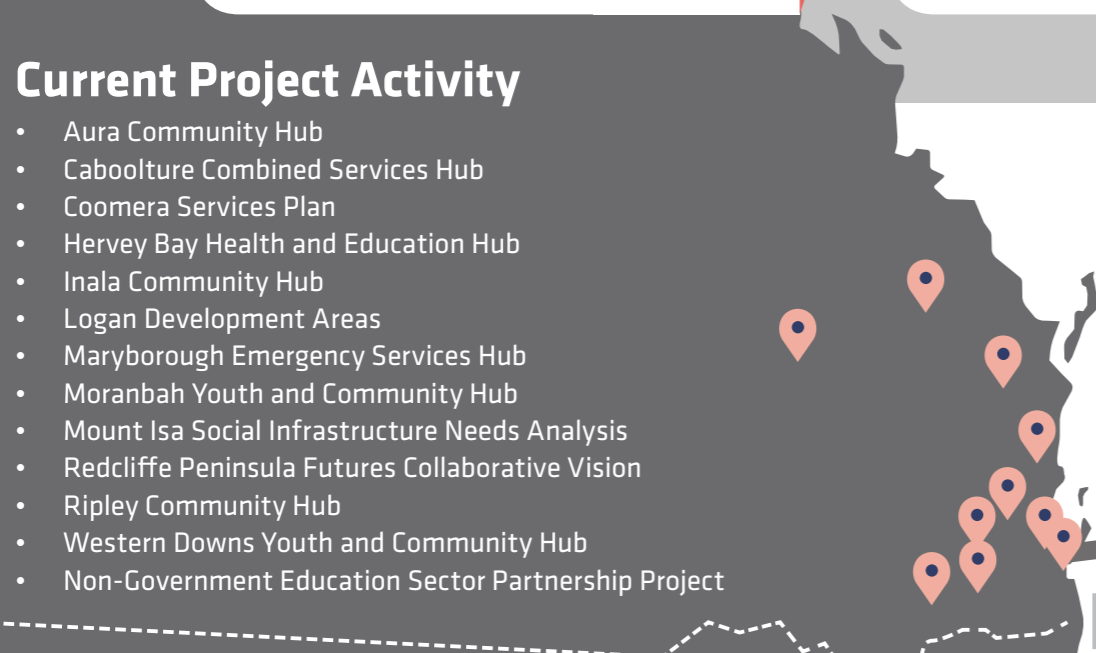 Current Project Activity
• Aura Community Hub
• Caboolture Combined Services Hub
• Coomera Services Plan
• Hervey Bay Health and Education Hub
• Inala Community Hub
• Logan Development Areas
• Maryborough Emergency Services Hub
• Moranbah Youth and Community Hub
• Mount Isa Social Infrastructure Needs Analysis
• Redcliffe Peninsula Futures Collaborative Vision
• Ripley Community Hub
• Western Downs Youth and Community Hub
• Non-Government Education Sector Partnership Project